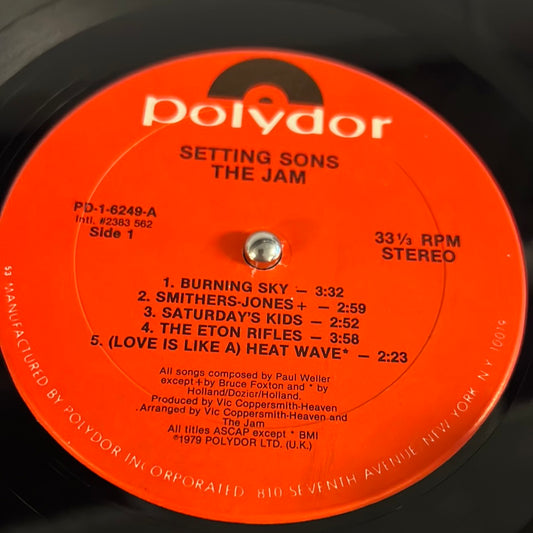 polydor
SETTING SONS
THE JAM
PD-1-6249-A
Intl. #2383 562
Side 1
33 1/3 RPM
STEREO
1. BURNING SKY – 3:32
2. SMITHERS-JONES + – 2:59
3. SATURDAY'S KIDS – 2:52
4. THE ETON RIFLES – 3:58
5. (LOVE IS LIKE A) HEAT WAVE* – 2:23
All songs composed by Paul Weller
except + by Bruce Foxton and * by
Holland/Dozier/Holland.
Produced by Vic Coppersmith-Heaven
Arranged by Vic Coppersmith-Heaven and
The Jam
All titles ASCAP except * BMI
©1979 POLYDOR LTD. (U.K.)
53 MANUFACTURED BY POLYDOR INCORPORATED. 810 SEVENTH AVENUE, NEW YORK, N.Y. 10019